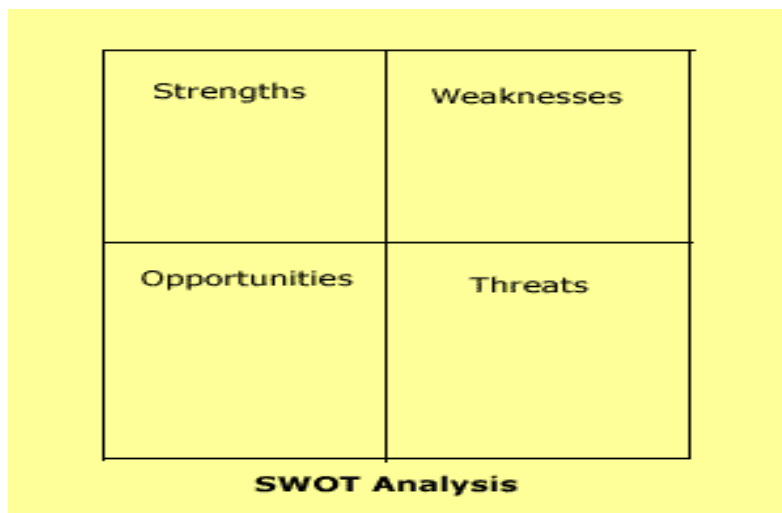 Strengths
Weaknesses
Opportunities
Threats
SWOT Analysis